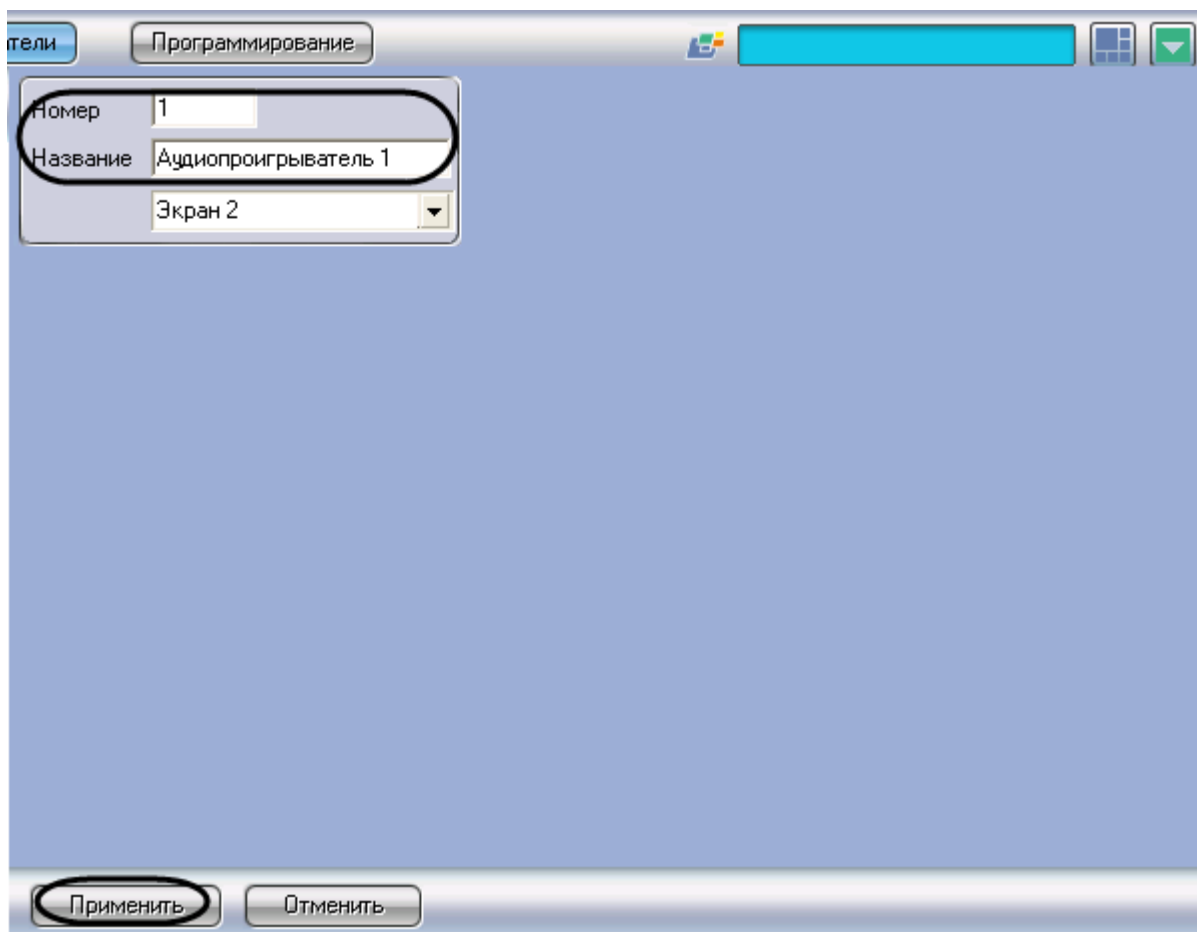 тели Программирование
Номер 1
Название Аудиопроигрыватель 1
Экран 2
Применить Отменить